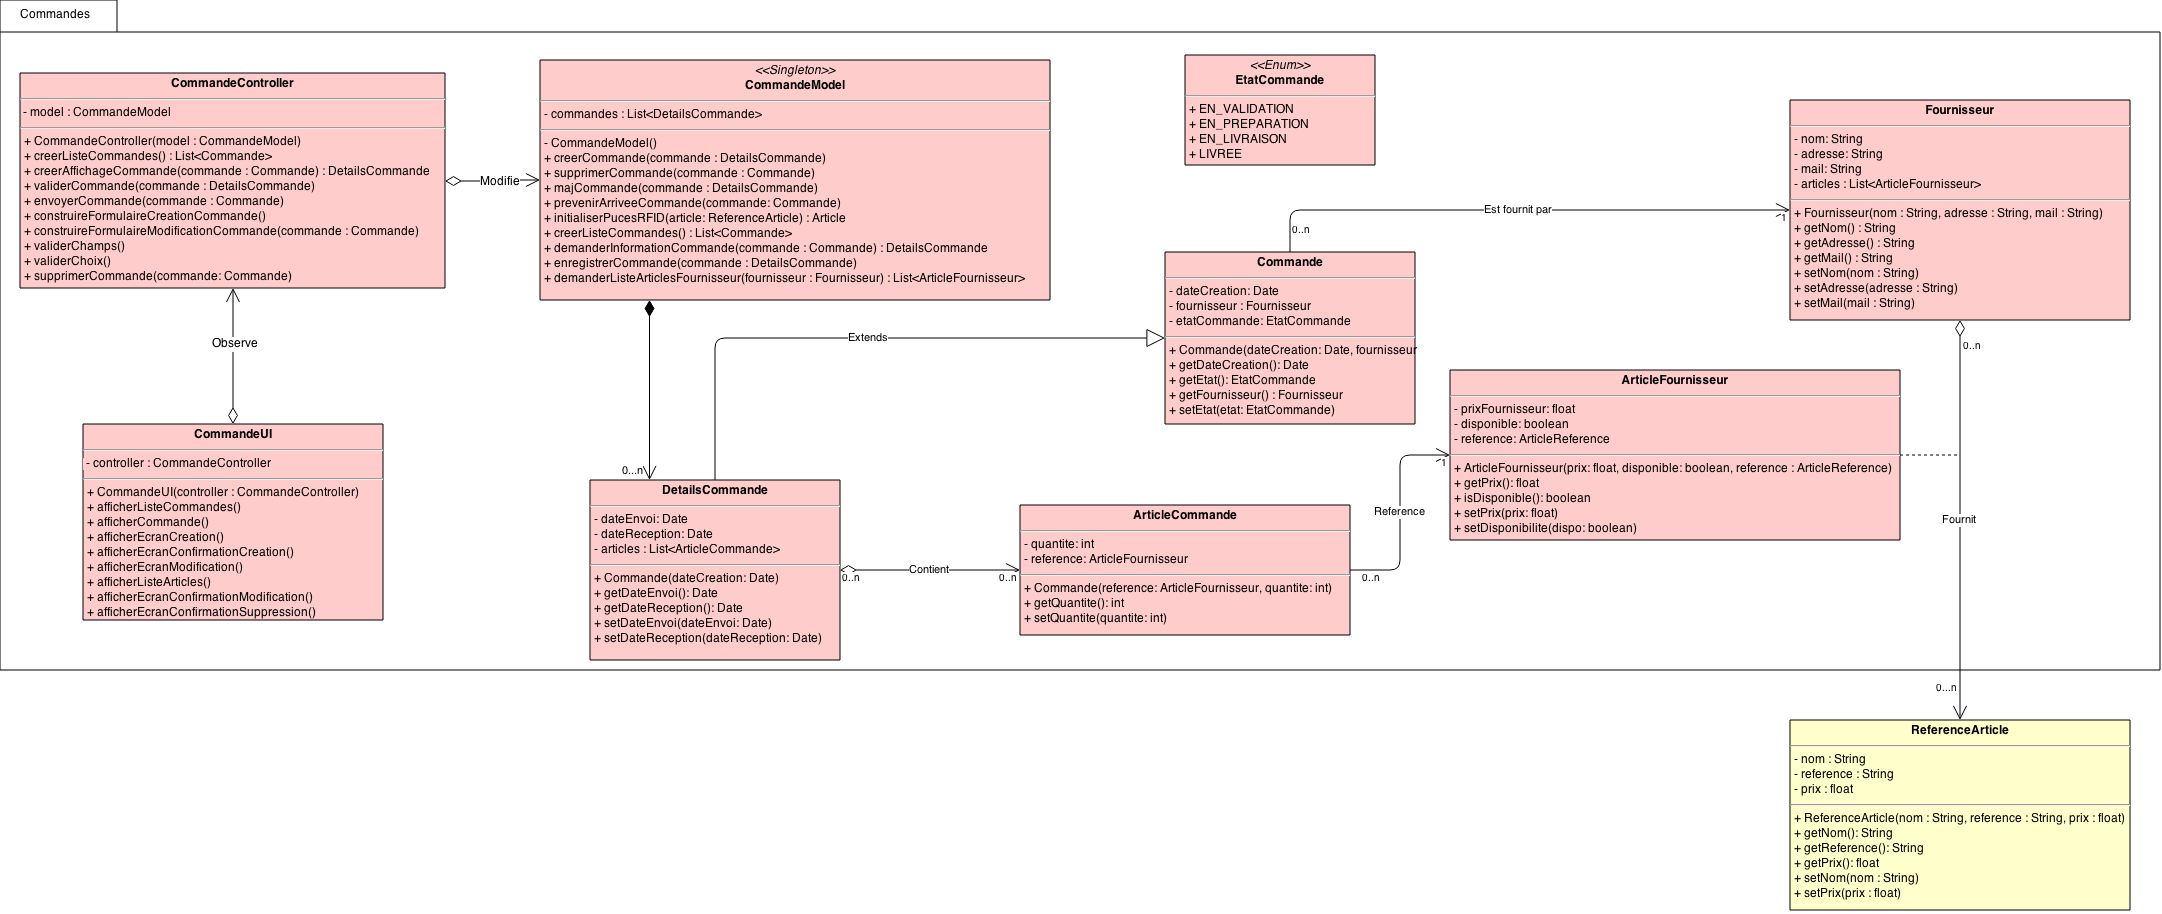 Commandes
CommandeController
- model : CommandeModel
+ CommandeController(model : CommandeModel)
+ creerListeCommandes() : List<Commande>
+ creerAffichageCommande(commande : Commande) : DetailsCommande
+ validerCommande(commande : DetailsCommande)
+ envoyerCommande(commande : Commande)
+ construireFormulaireCreationCommande()
+ construireFormulaireModificationCommande(commande : Commande)
+ validerChamps()
+ validerChoix()
+ supprimerCommande(commande: Commande)
Modifie
<<Singleton>>
CommandeModel
- commandes : List<DetailsCommande>
- CommandeModel()
+ creerCommande(commande : DetailsCommande)
+ supprimerCommande(commande : Commande)
+ majCommande(commande : DetailsCommande)
+ prevenirArriveeCommande(commande: Commande)
+ initialiserPucesRFID(article: ReferenceArticle) : Article
+ creerListeCommandes() : List<Commande>
+ demanderInformationCommande(commande : Commande) : DetailsCommande
+ enregistrerCommande(commande : DetailsCommande)
+ demanderListeArticlesFournisseur(fournisseur : Fournisseur) : List<ArticleFournisseur>
<<Enum>>
EtatCommande
+ EN_VALIDATION
+ EN_PREPARATION
+ EN_LIVRAISON
+ LIVREE
Fournisseur
- nom: String
- adresse: String
- mail: String
- articles : List<ArticleFournisseur>
+ Fournisseur(nom : String, adresse : String, mail : String)
+ getNom() : String
+ getAdresse() : String
+ getMail() : String
+ setNom(nom : String)
+ setAdresse(adresse : String)
+ setMail(mail : String)
Est fournit par
1
0..n
Commande
- dateCreation: Date
- fournisseur : Fournisseur
- etatCommande: EtatCommande
+ Commande(dateCreation: Date, fournisseur
+ getDateCreation(): Date
+ getEtat(): EtatCommande
+ getFournisseur() : Fournisseur
+ setEtat(etat: EtatCommande)
Extends
Observe
0..n
ArticleFournisseur
- prixFournisseur: float
- disponible: boolean
- reference: ArticleReference
+ ArticleFournisseur(prix: float, disponible: boolean, reference : ArticleReference)
+ getPrix(): float
+ isDisponible(): boolean
+ setPrix(prix: float)
+ setDisponibilite(dispo: boolean)
CommandeUI
- controller : CommandeController
+ CommandeUI(controller : CommandeController)
+ afficherListeCommandes()
+ afficherCommande()
+ afficherEcranCreation()
+ afficherEcranConfirmationCreation()
+ afficherEcranModification()
+ afficherListeArticles()
+ afficherEcranConfirmationModification()
+ afficherEcranConfirmationSuppression()
0...n
DetailsCommande
- dateEnvoi: Date
- dateReception: Date
- articles : List<ArticleCommande>
+ Commande(dateCreation: Date)
+ getDateEnvoi(): Date
+ getDateReception(): Date
+ setDateEnvoi(dateEnvoi: Date)
+ setDateReception(dateReception: Date)
0..n
Contient
0..n
ArticleCommande
- quantite: int
- reference: ArticleFournisseur
+ Commande(reference: ArticleFournisseur, quantite: int)
+ getQuantite(): int
+ setQuantite(quantite: int)
1
Reference
0..n
Fournit
0...n
ReferenceArticle
- nom : String
- reference : String
- prix : float
+ ReferenceArticle(nom : String, reference : String, prix : float)
+ getNom(): String
+ getReference(): String
+ getPrix(): float
+ setNom(nom : String)
+ setPrix(prix : float)